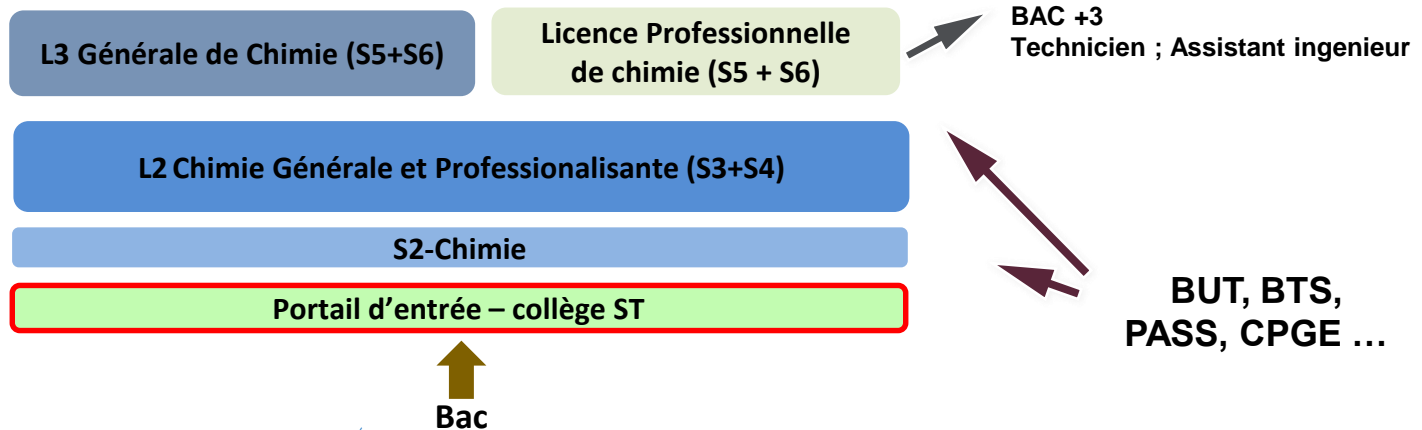 BAC +3
Technicien ; Assistant ingenieur
L3 Générale de Chimie (S5+S6)
Licence Professionnelle
de chimie (S5 + S6)
L2 Chimie Générale et Professionalisante (S3+S4)
S2-Chimie
Portail d’entrée – collège ST
BUT, BTS,
PASS, CPGE …
Bac